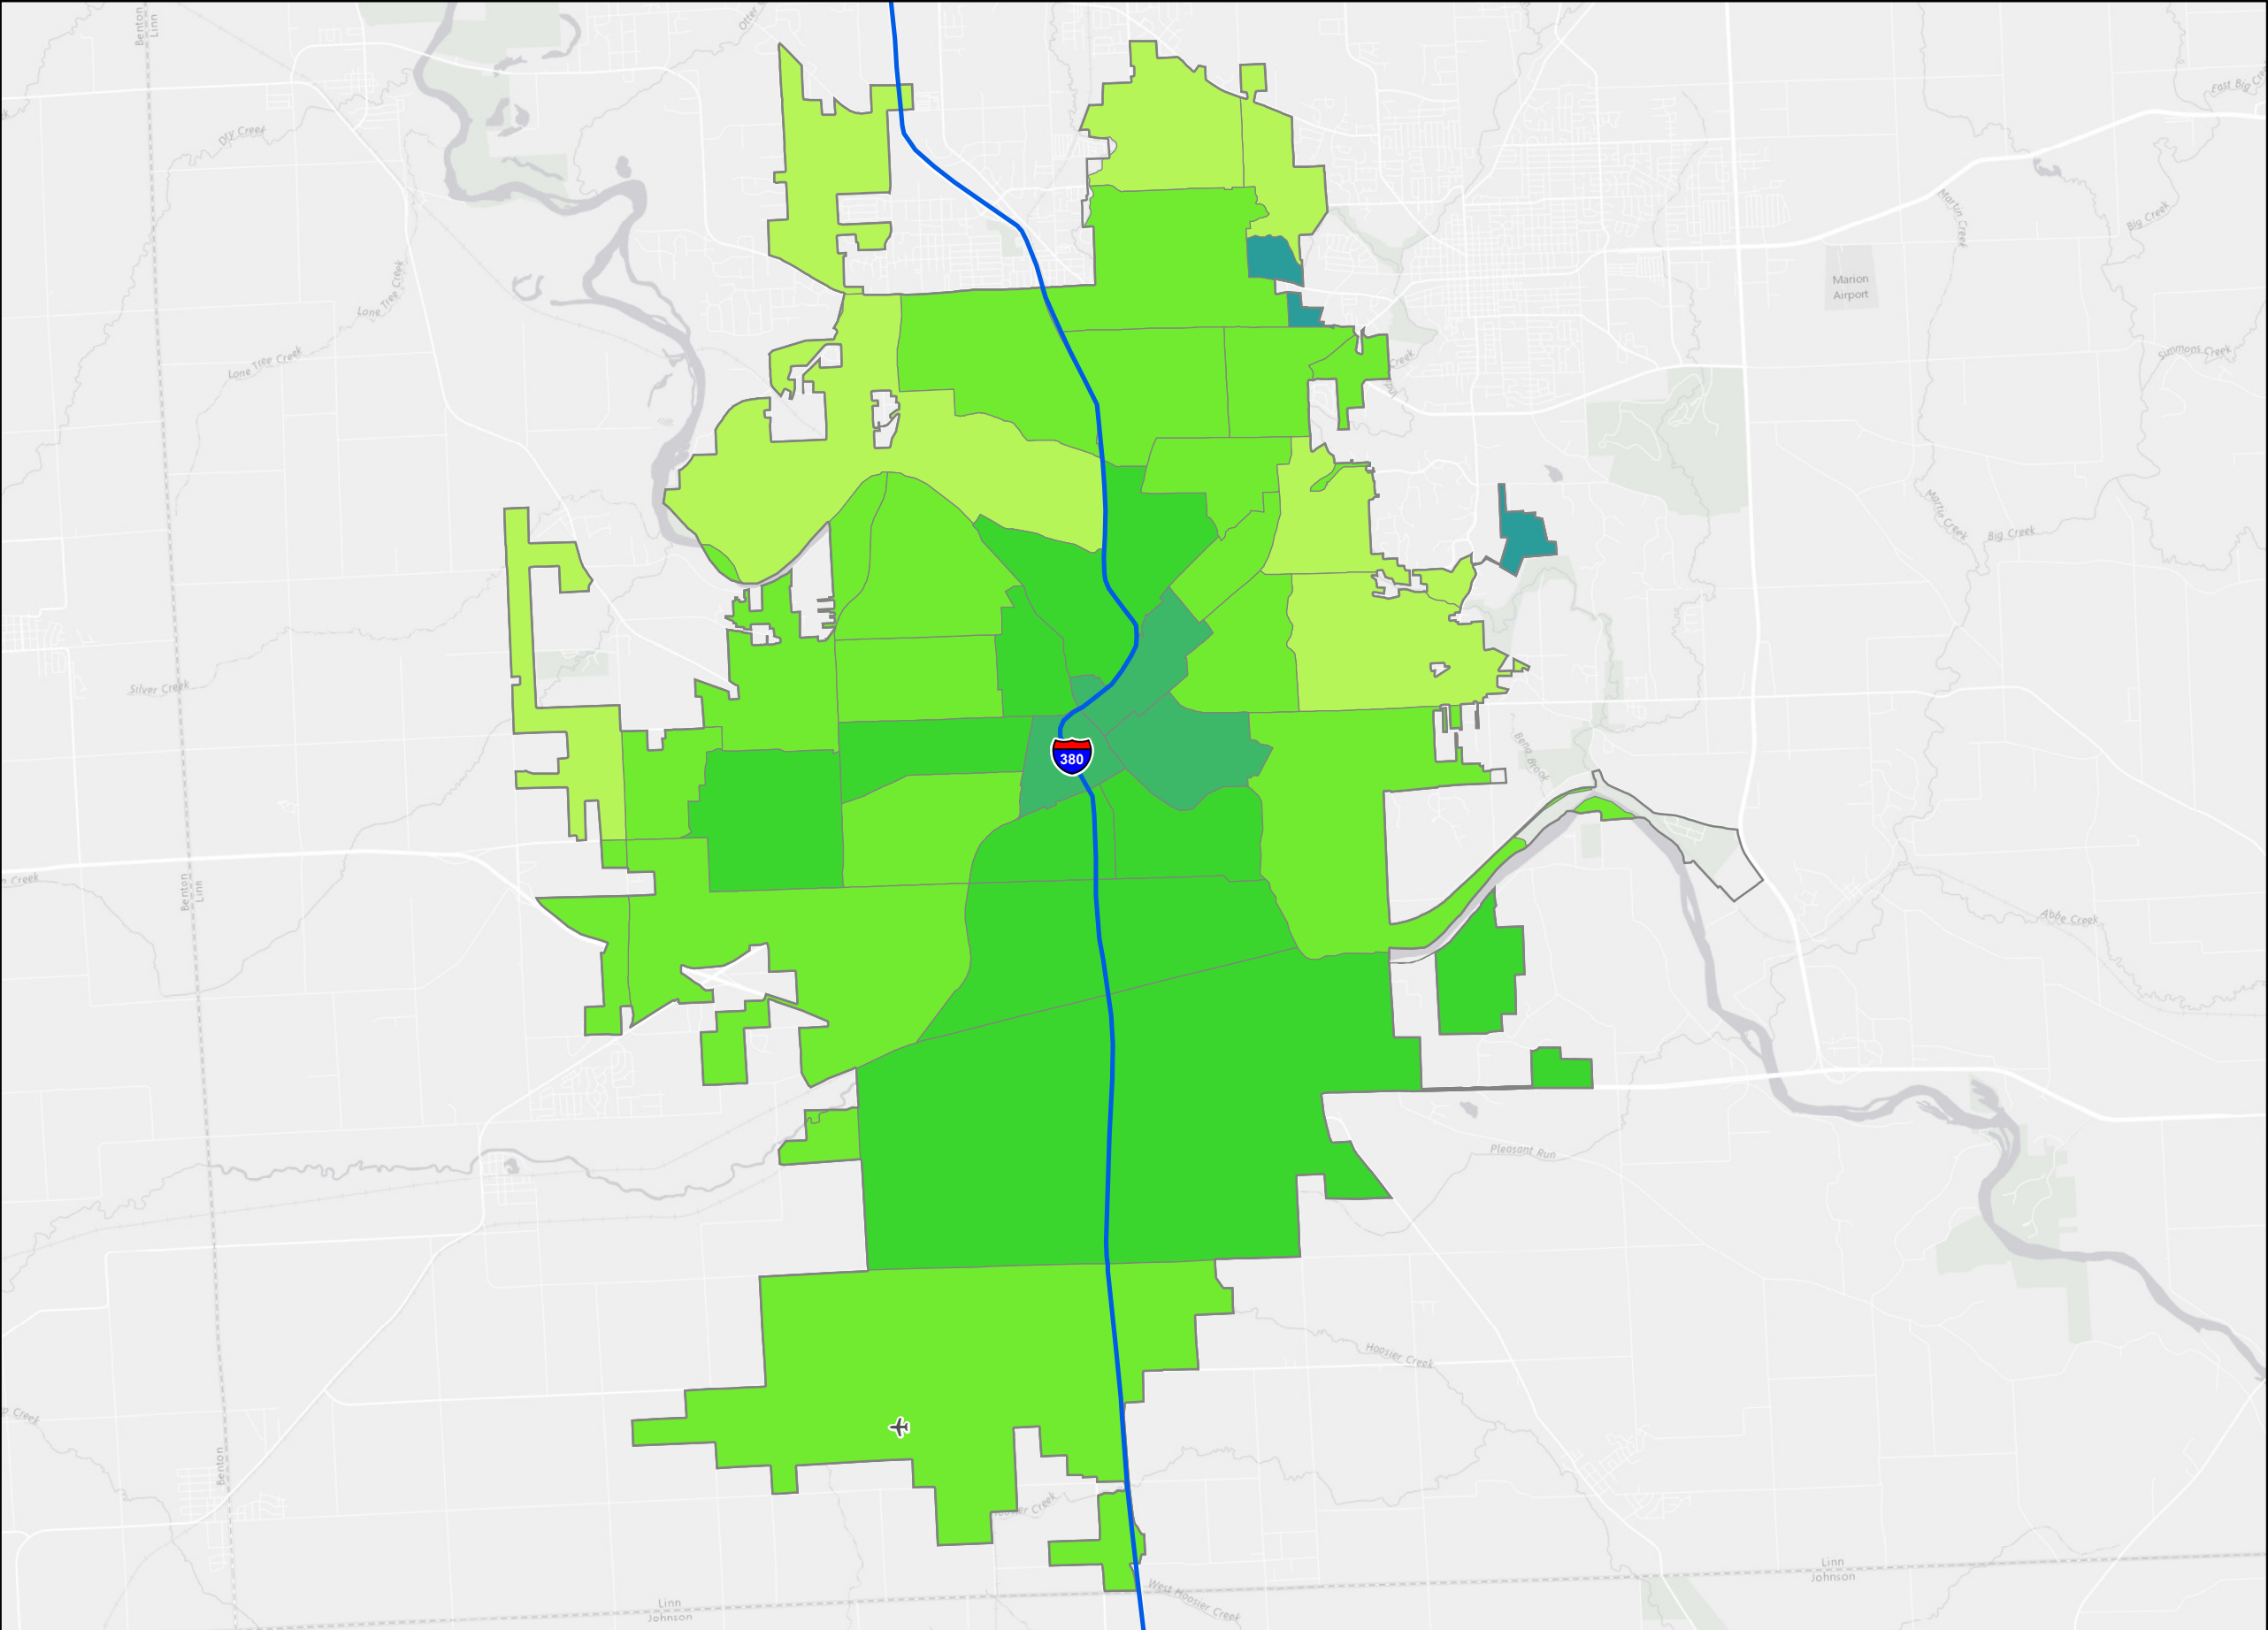 Benton
Linn
Dry Creek
East Big
Martin Creek
Big Creek
Marion
Airport
Lone Tree Creek
Lone Tree Creek
Creek
Simmons Creek
Martin Creek
Big Creek
Silver Creek
Bena Brook
380
Creek
Benton
Linn
Abbe Creek
Pleasant Run
Hoosier Creek
Creek
Benton
Creek
Linn
Johnson
West Hoosier Creek
Linn
Johnson